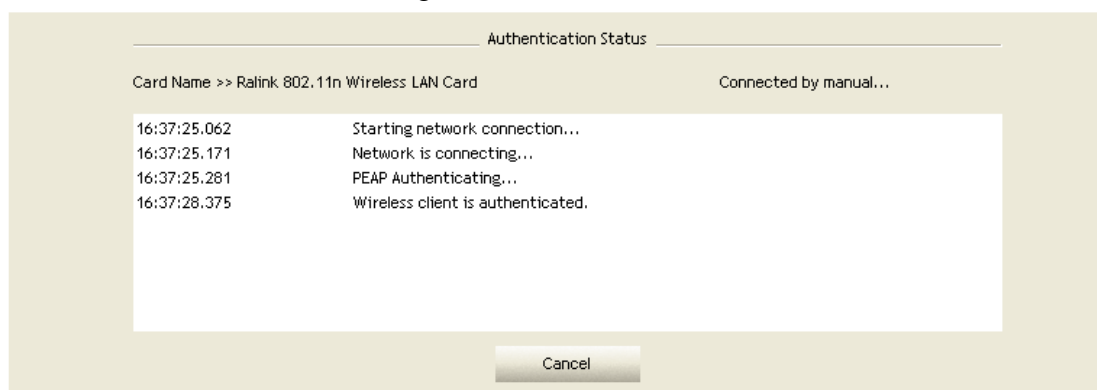 Authentication Status
Card Name >> Ralink 802.11n Wireless LAN Card Connected by manual...
16:37:25.062 Starting network connection...
16:37:25.171 Network is connecting...
16:37:25.281 PEAP Authenticating...
16:37:28.375 Wireless client is authenticated.
Cancel